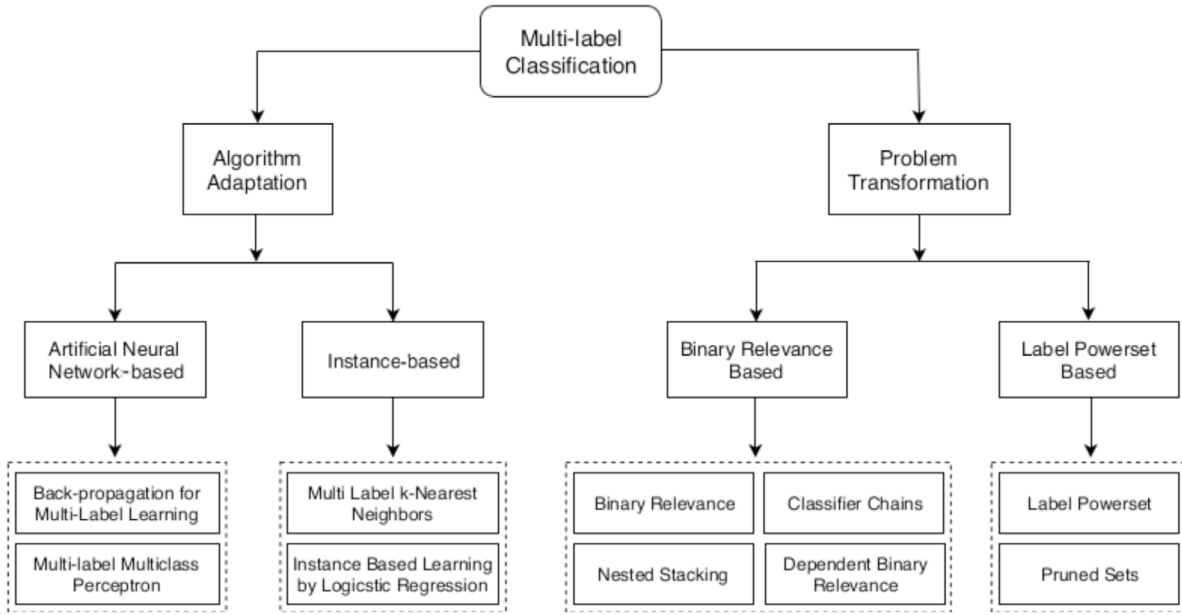 Multi-label
Classification
Algorithm
Adaptation
Problem
Transformation
Artificial Neural
Network-based
Instance-based
Binary Relevance
Based
Label Powerset
Based
Back-propagation for
Multi-Label Learning
Multi-label Multiclass
Perceptron
Multi Label k-Nearest
Neighbors
Instance Based Learning
by Logicstic Regression
Binary Relevance
Classifier Chains
Nested Stacking
Dependent Binary
Relevance
Label Powerset
Pruned Sets